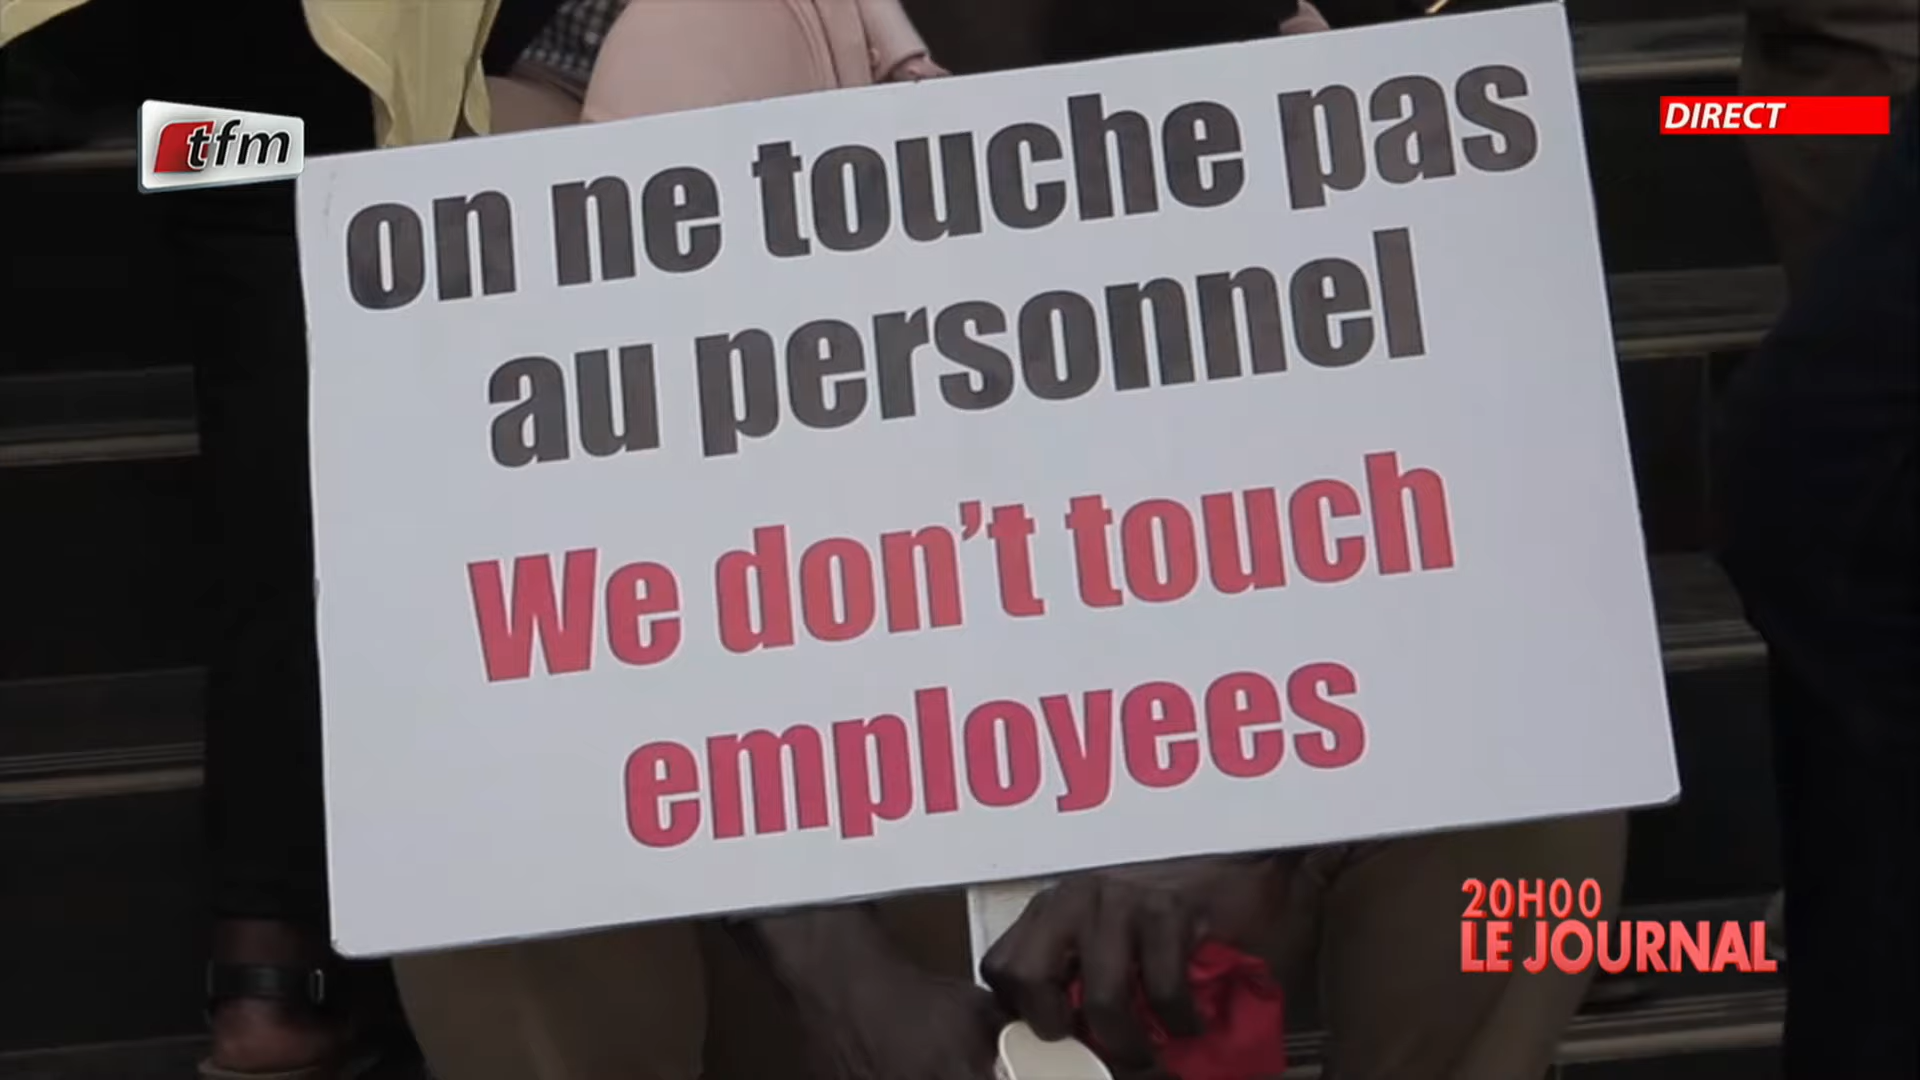 tfm
DIRECT
on ne touche pas
au personnel
We don't touch
employees
20H00
LE JOURNAL